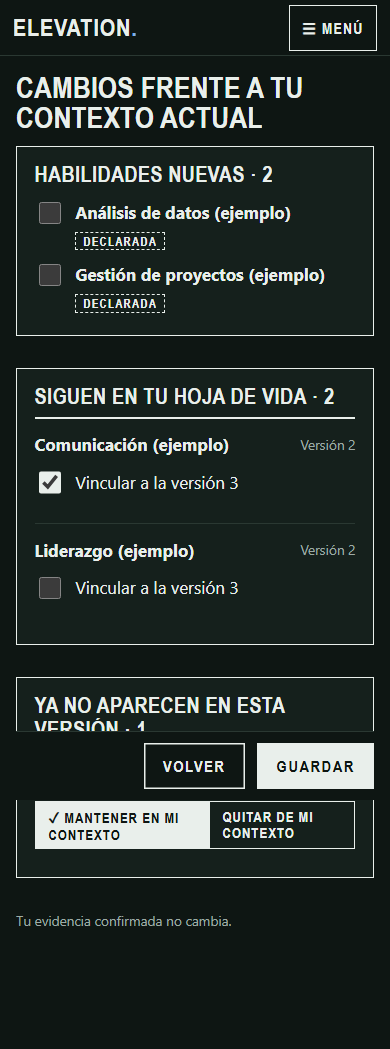 ELEVATION.
☰ MENÚ
CAMBIOS FRENTE A TU
CONTEXTO ACTUAL
HABILIDADES NUEVAS · 2
Análisis de datos (ejemplo)
DECLARADA
Gestión de proyectos (ejemplo)
DECLARADA
SIGUEN EN TU HOJA DE VIDA · 2
Comunicación (ejemplo) Versión 2
Vincular a la versión 3
Liderazgo (ejemplo) Versión 2
Vincular a la versión 3
YA NO APARECEN EN ESTA
VERSIÓN · 1
VOLVER
GUARDAR
✓ MANTENER EN MI
CONTEXTO
QUITAR DE MI
CONTEXTO
Tu evidencia confirmada no cambia.